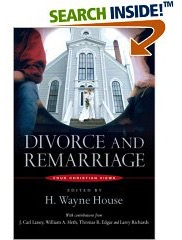 SEARCH INSIDE!™
DIVORCE AND
REMARRIAGE
FOUR CHRISTIAN VIEWS
EDITED BY
H. WAYNE HOUSE
With contributions from
J. Carl Laney, William A. Heth, Thomas R. Edgar and Larry Richards